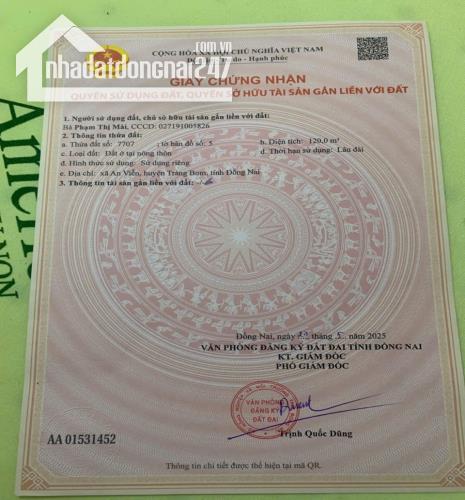 CỘNG HÒA XÃ HỘI CHỦ NGHĨA VIỆT NAM
Hạnh phúc
.com.vn
nhadatdongnai247
GIẤY CHỨNG NHẬN
QUYỀN SỬ DỤNG ĐẤT, QUYỀN SỞ HỮU TÀI SẢN GẮN LIỀN VỚI ĐẤT
1. Người sử dụng đất, chủ sở hữu tài sản gắn liền với đất:
Bà Phạm Thị Mài, CCCD: 027191005826
2. Thông tin thửa đất:
a. Thửa đất số: 7707 ; tờ bản đồ số: 5 b. Diện tích: 120,0 m²
c. Loại đất: Đất ở tại nông thôn d. Thời hạn sử dụng: Lâu dài
đ. Hình thức sử dụng: Sử dụng riêng
e. Địa chỉ: xã An Viễn, huyện Trảng Bom, tỉnh Đồng Nai
3. Thông tin tài sản gắn liền với đất: -/-
Đồng Nai, ngày tháng 5 năm 2025
VĂN PHÒNG ĐĂNG KÝ ĐẤT ĐAI TỈNH ĐỒNG NAI
KT. GIÁM ĐỐC
PHÓ GIÁM ĐỐC
VĂN PHÒNG
ĐĂNG KÝ
ĐẤT ĐAI
Trịnh Quốc Dũng
AA 01531452
Thông tin chi tiết được thể hiện tại mã QR.